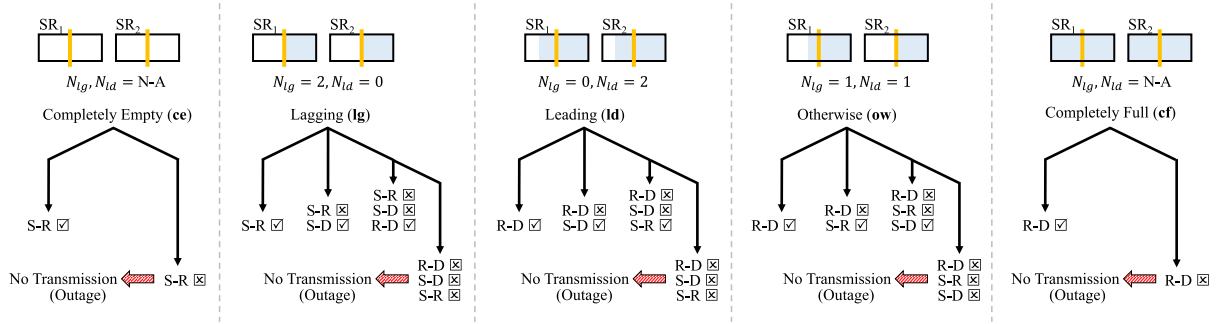 SR1 SR2
N_lg, N_ld = N-A
Completely Empty (ce)
S-R ☑
No Transmission
(Outage)
S-R ☒
SR1 SR2
N_lg = 2, N_ld = 0
Lagging (lg)
S-R ☑
S-R ☒
S-D ☑
S-R ☒
S-D ☒
R-D ☑
No Transmission
(Outage)
R-D ☒
S-D ☒
S-R ☒
SR1 SR2
N_lg = 0, N_ld = 2
Leading (ld)
R-D ☑
R-D ☒
S-D ☑
R-D ☒
S-D ☒
S-R ☑
No Transmission
(Outage)
R-D ☒
S-D ☒
S-R ☒
SR1 SR2
N_lg = 1, N_ld = 1
Otherwise (ow)
R-D ☑
R-D ☒
S-R ☑
R-D ☒
S-R ☒
S-D ☑
No Transmission
(Outage)
R-D ☒
S-R ☒
S-D ☒
SR1 SR2
N_lg, N_ld = N-A
Completely Full (cf)
R-D ☑
No Transmission
(Outage)
R-D ☒